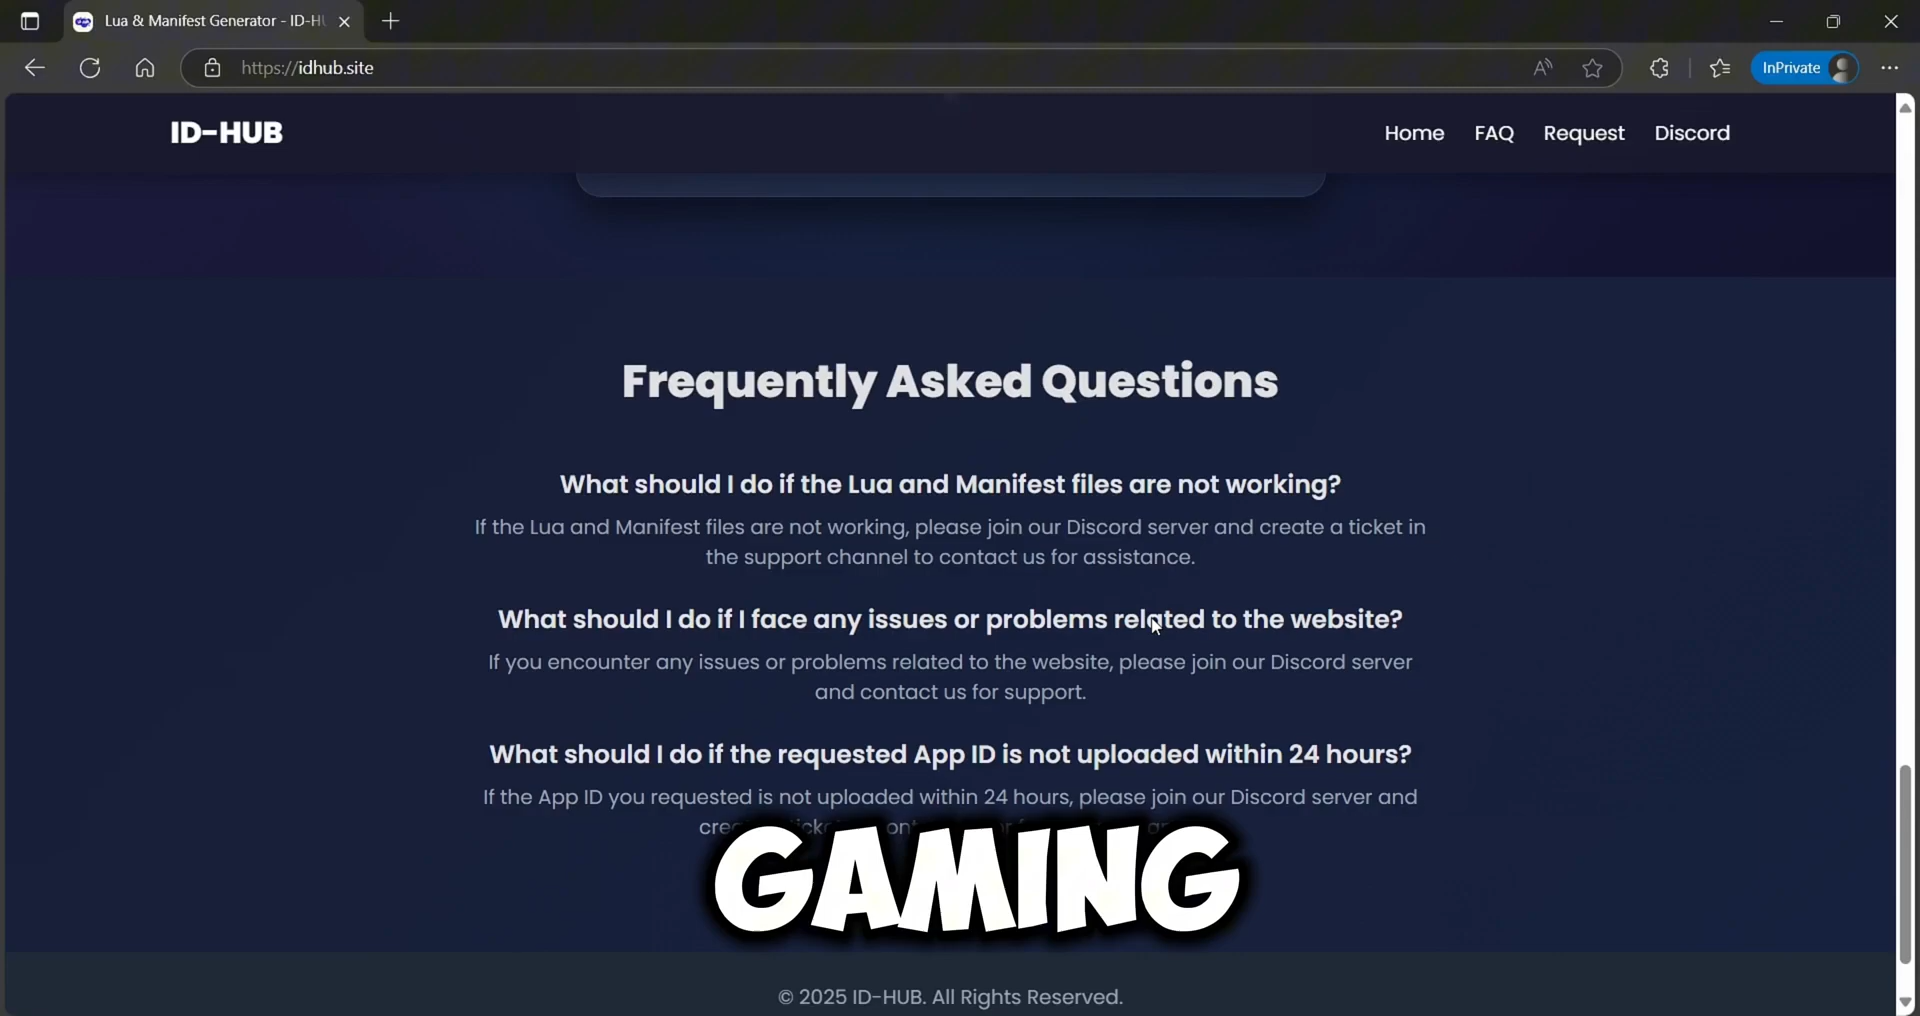 Lua & Manifest Generator - ID-HU
https://idhub.site
InPrivate
ID-HUB
Home FAQ Request Discord
Frequently Asked Questions
What should I do if the Lua and Manifest files are not working?
If the Lua and Manifest files are not working, please join our Discord server and create a ticket in
the support channel to contact us for assistance.
What should I do if I face any issues or problems related to the website?
If you encounter any issues or problems related to the website, please join our Discord server
and contact us for support.
What should I do if the requested App ID is not uploaded within 24 hours?
If the App ID you requested is not uploaded within 24 hours, please join our Discord server and
GAMING
© 2025 ID-HUB. All Rights Reserved.